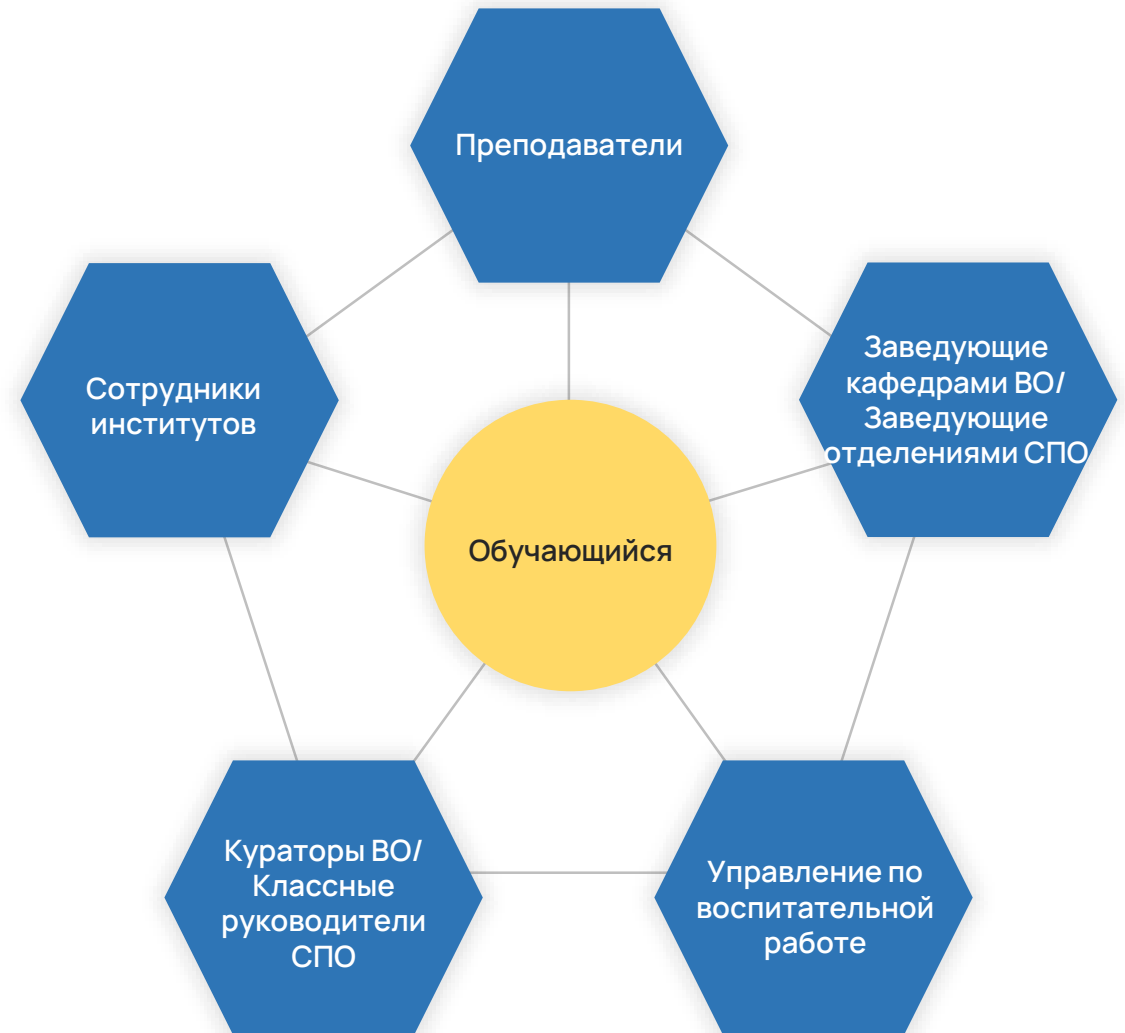 Преподаватели
Заведующие
кафедрами ВО/
Заведующие
отделениями СПО
Сотрудники
институтов
Обучающийся
Кураторы ВО/
Классные
руководители
СПО
Управление по
воспитательной
работе